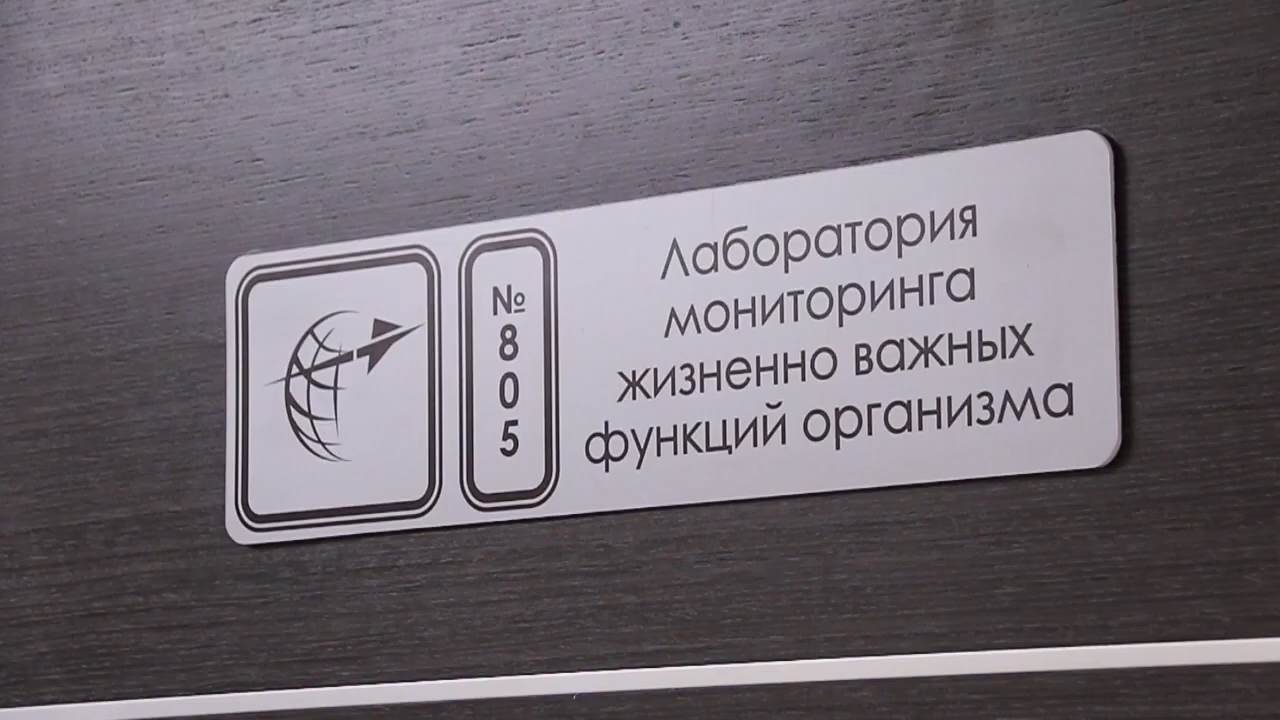 №
8
0
5
Лаборатория
мониторинга
жизненно важных
функций организма